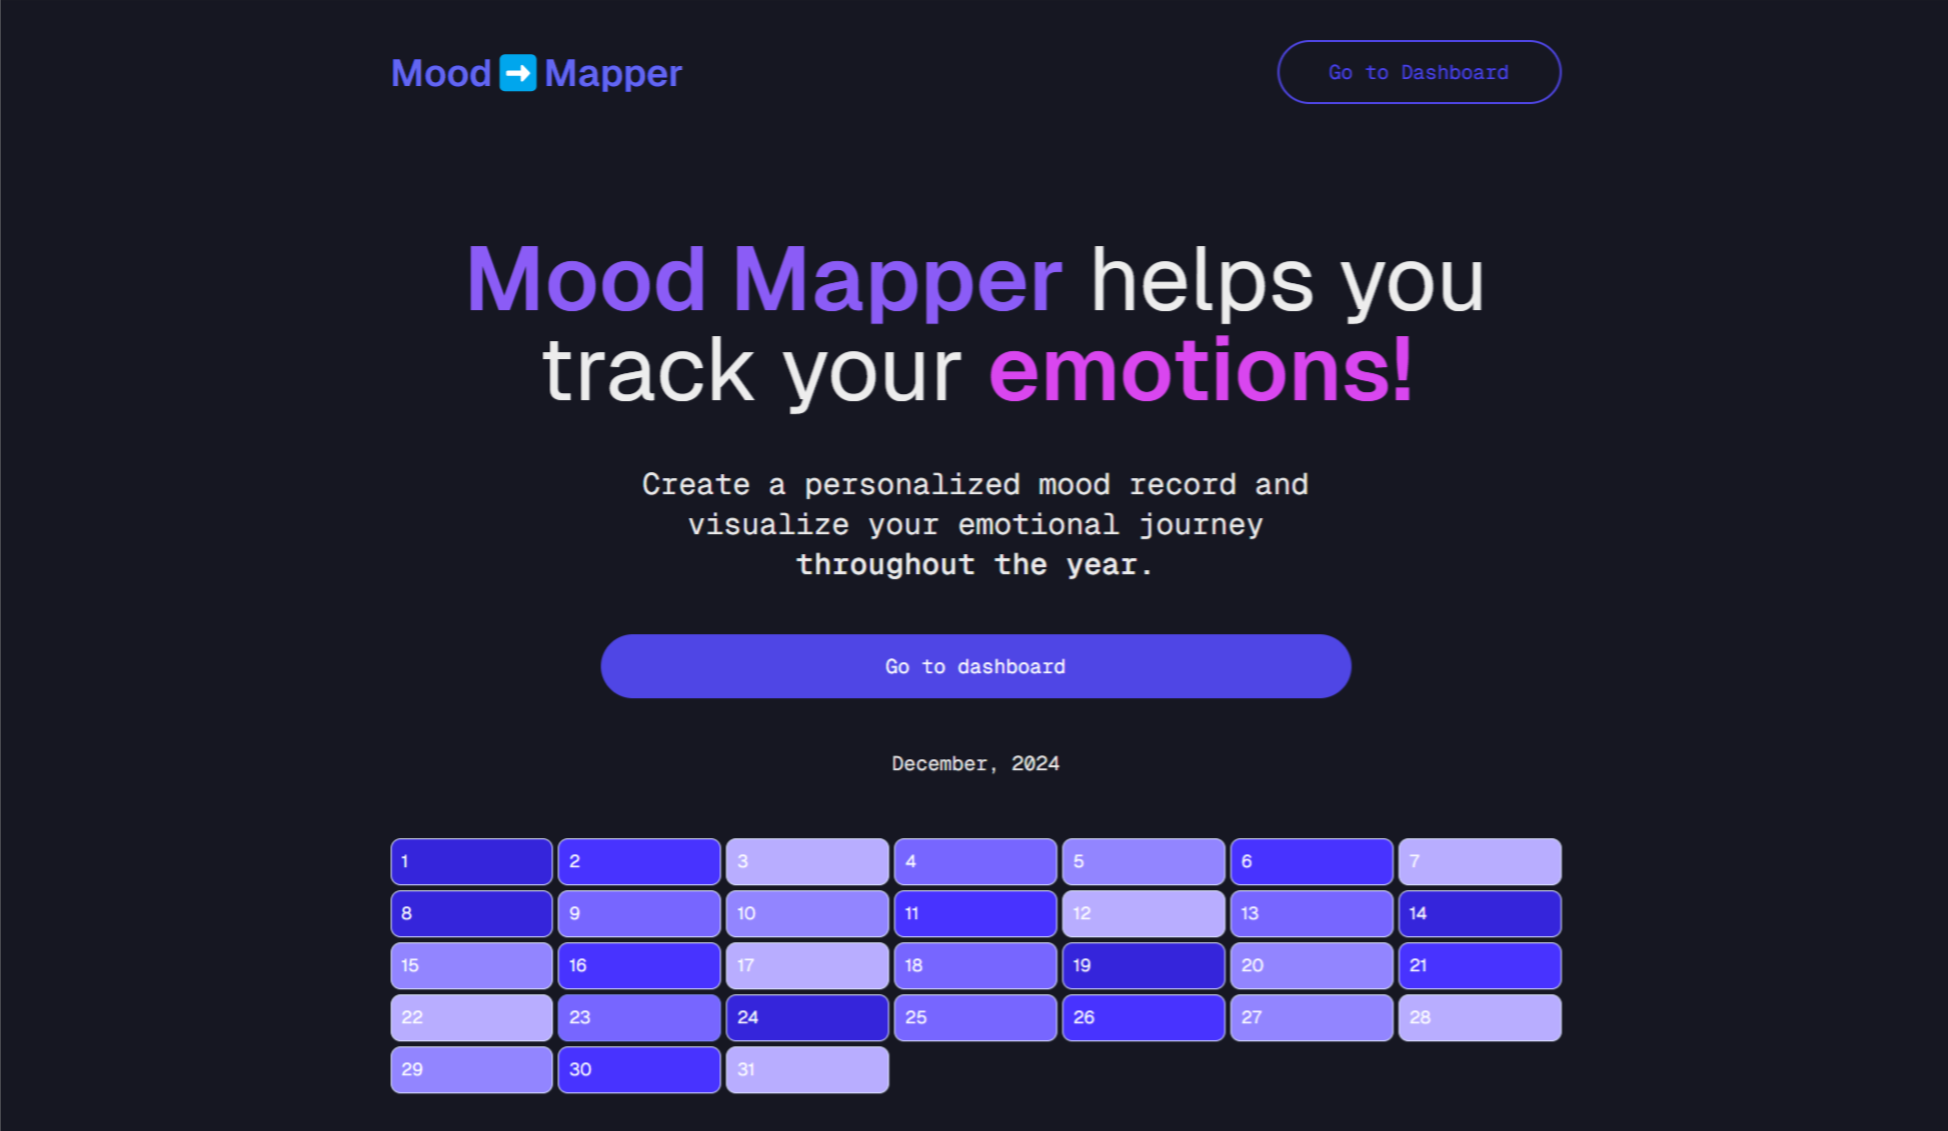 Mood➡Mapper
Go to Dashboard
Mood Mapper helps you
track your emotions!
Create a personalized mood record and
visualize your emotional journey
throughout the year.
Go to dashboard
December, 2024
1 2 3 4 5 6 7
8 9 10 11 12 13 14
15 16 17 18 19 20 21
22 23 24 25 26 27 28
29 30 31